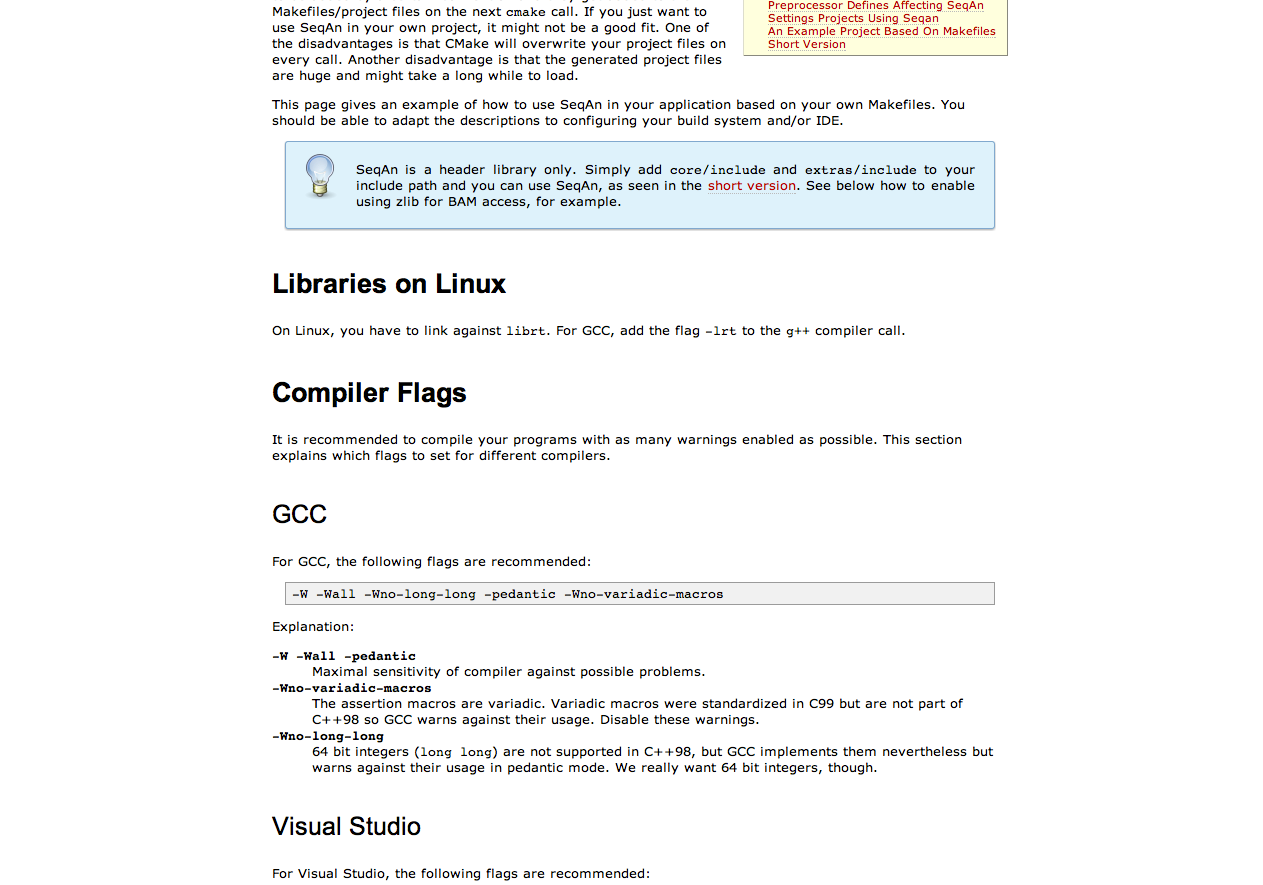 Makefiles/project files on the next cmake call. If you just want to
use SeqAn in your own project, it might not be a good fit. One of
the disadvantages is that CMake will overwrite your project files on
every call. Another disadvantage is that the generated project files
are huge and might take a long while to load.
Preprocessor Defines Affecting SeqAn
Settings Projects Using Seqan
An Example Project Based On Makefiles
Short Version
This page gives an example of how to use SeqAn in your application based on your own Makefiles. You
should be able to adapt the descriptions to configuring your build system and/or IDE.
SeqAn is a header library only. Simply add core/include and extras/include to your
include path and you can use SeqAn, as seen in the short version. See below how to enable
using zlib for BAM access, for example.
Libraries on Linux
On Linux, you have to link against librt. For GCC, add the flag -lrt to the g++ compiler call.
Compiler Flags
It is recommended to compile your programs with as many warnings enabled as possible. This section
explains which flags to set for different compilers.
GCC
For GCC, the following flags are recommended:
-W -Wall -Wno-long-long -pedantic -Wno-variadic-macros
Explanation:
-W -Wall -pedantic
Maximal sensitivity of compiler against possible problems.
-Wno-variadic-macros
The assertion macros are variadic. Variadic macros were standardized in C99 but are not part of
C++98 so GCC warns against their usage. Disable these warnings.
-Wno-long-long
64 bit integers (long long) are not supported in C++98, but GCC implements them nevertheless but
warns against their usage in pedantic mode. We really want 64 bit integers, though.
Visual Studio
For Visual Studio, the following flags are recommended: